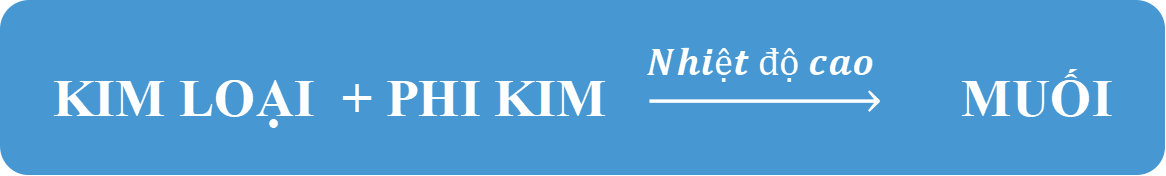 Nhiệt độ cao
KIM LOẠI + PHI KIM → MUỐI